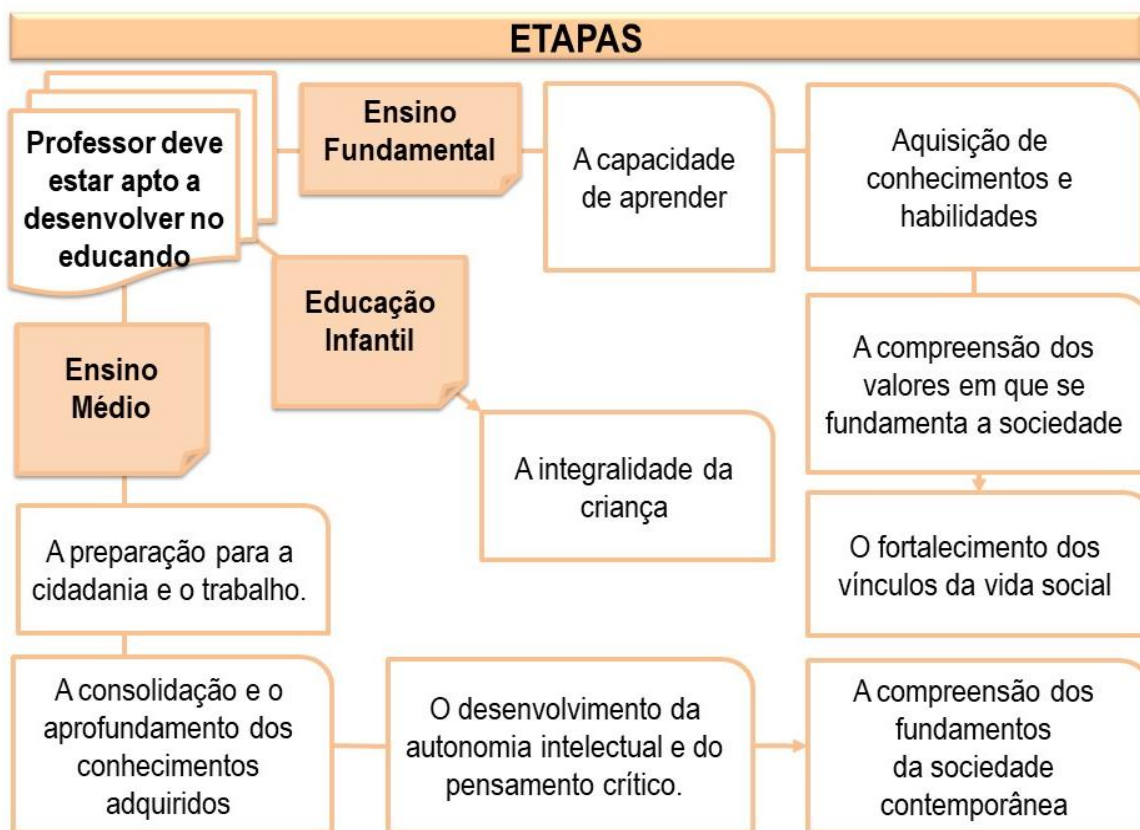 ETAPAS
Professor deve
estar apto a
desenvolver no
educando
Ensino
Fundamental
A capacidade
de aprender
Aquisição de
conhecimentos e
habilidades
Educação
Infantil
Ensino
Médio
A compreensão dos
valores em que se
fundamenta a sociedade
A integralidade da
criança
A preparação para a
cidadania e o trabalho.
O fortalecimento dos
vínculos da vida social
A consolidação e o
aprofundamento dos
conhecimentos
adquiridos
O desenvolvimento da
autonomia intelectual e do
pensamento crítico.
A compreensão dos
fundamentos
da sociedade
contemporânea